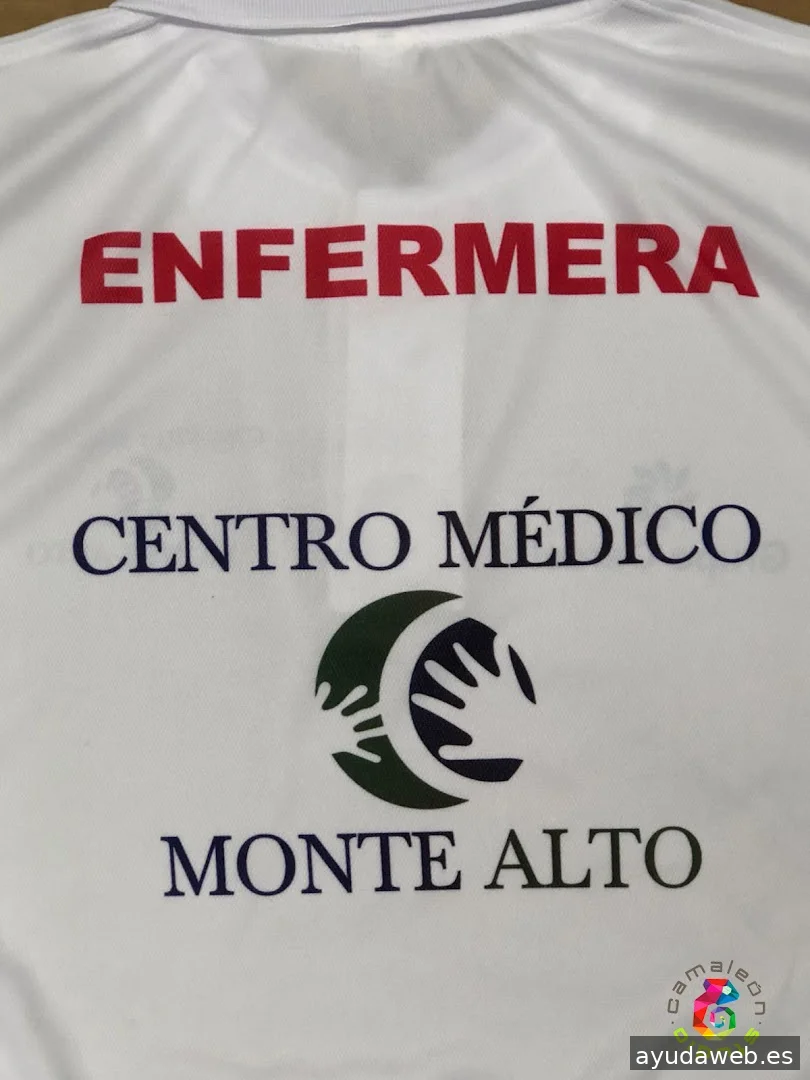 ENFERMERA
CENTRO MÉDICO
MONTE ALTO
camaleón
ayudaweb.es